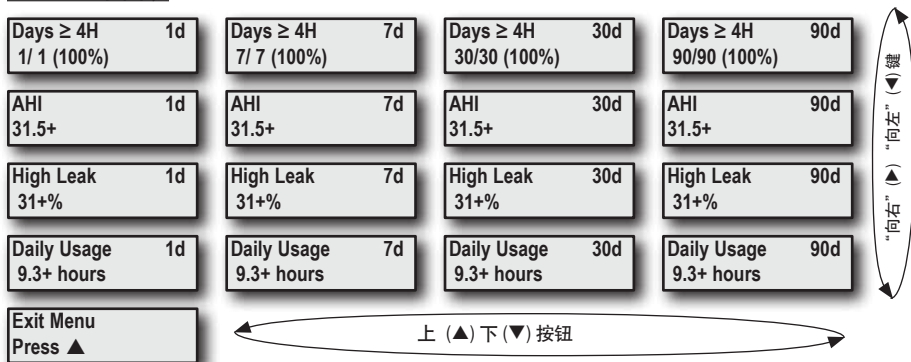 Days ≥ 4H 1d
1/ 1 (100%)
Days ≥ 4H 7d
7/ 7 (100%)
Days ≥ 4H 30d
30/30 (100%)
Days ≥ 4H 90d
90/90 (100%)
AHI 1d
31.5+
AHI 7d
31.5+
AHI 30d
31.5+
AHI 90d
31.5+
High Leak 1d
31+%
High Leak 7d
31+%
High Leak 30d
31+%
High Leak 90d
31+%
Daily Usage 1d
9.3+ hours
Daily Usage 7d
9.3+ hours
Daily Usage 30d
9.3+ hours
Daily Usage 90d
9.3+ hours
Exit Menu
Press ▲
上 (▲) 下 (▼) 按钮
“向右” (▶) “向左” (◀) 键